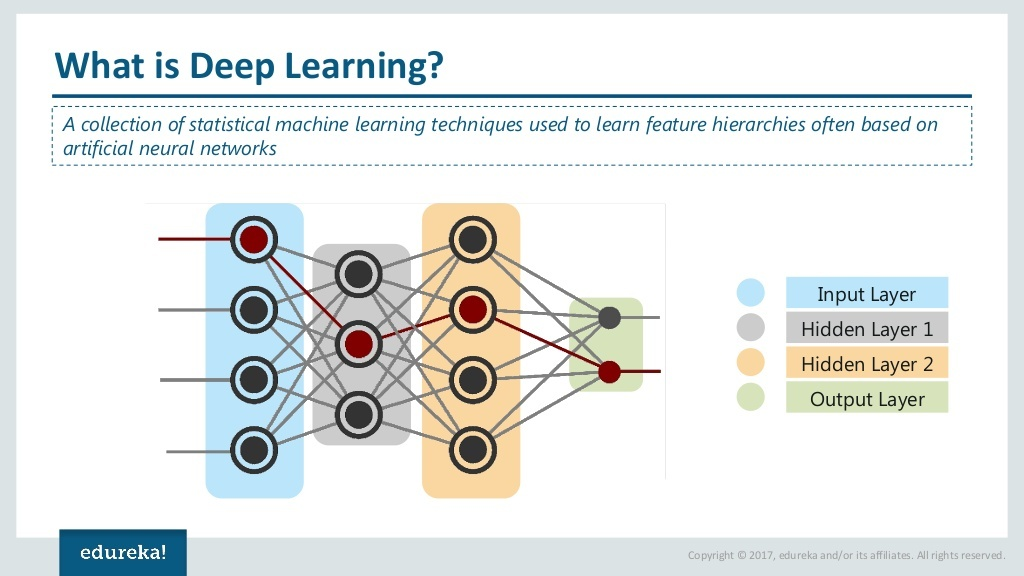 What is Deep Learning?
A collection of statistical machine learning techniques used to learn feature hierarchies often based on
artificial neural networks
Input Layer
Hidden Layer 1
Hidden Layer 2
Output Layer
edureka!
Copyright © 2017, edureka and/or its affiliates. All rights reserved.